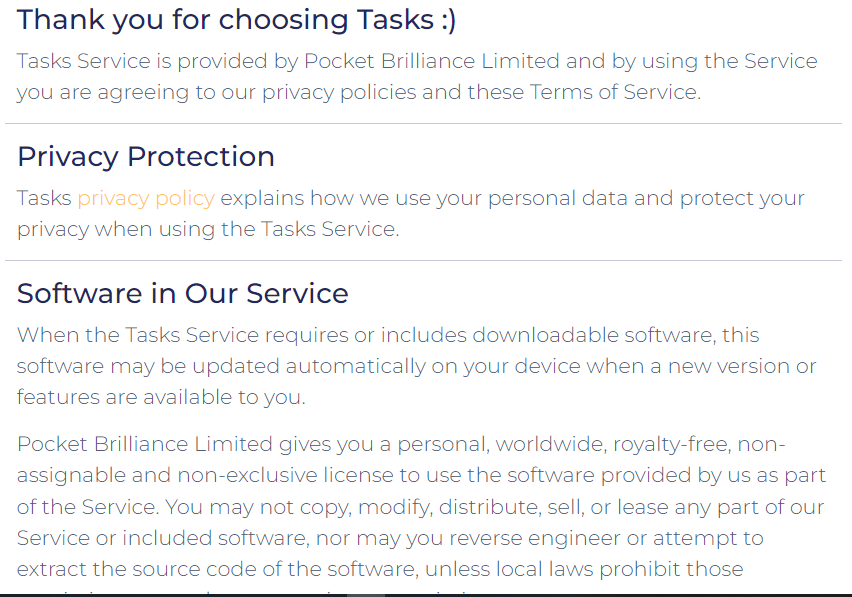 Thank you for choosing Tasks :)
Tasks Service is provided by Pocket Brilliance Limited and by using the Service
you are agreeing to our privacy policies and these Terms of Service.
Privacy Protection
Tasks privacy policy explains how we use your personal data and protect your
privacy when using the Tasks Service.
Software in Our Service
When the Tasks Service requires or includes downloadable software, this
software may be updated automatically on your device when a new version or
features are available to you.
Pocket Brilliance Limited gives you a personal, worldwide, royalty-free, non-
assignable and non-exclusive license to use the software provided by us as part
of the Service. You may not copy, modify, distribute, sell, or lease any part of our
Service or included software, nor may you reverse engineer or attempt to
extract the source code of the software, unless local laws prohibit those